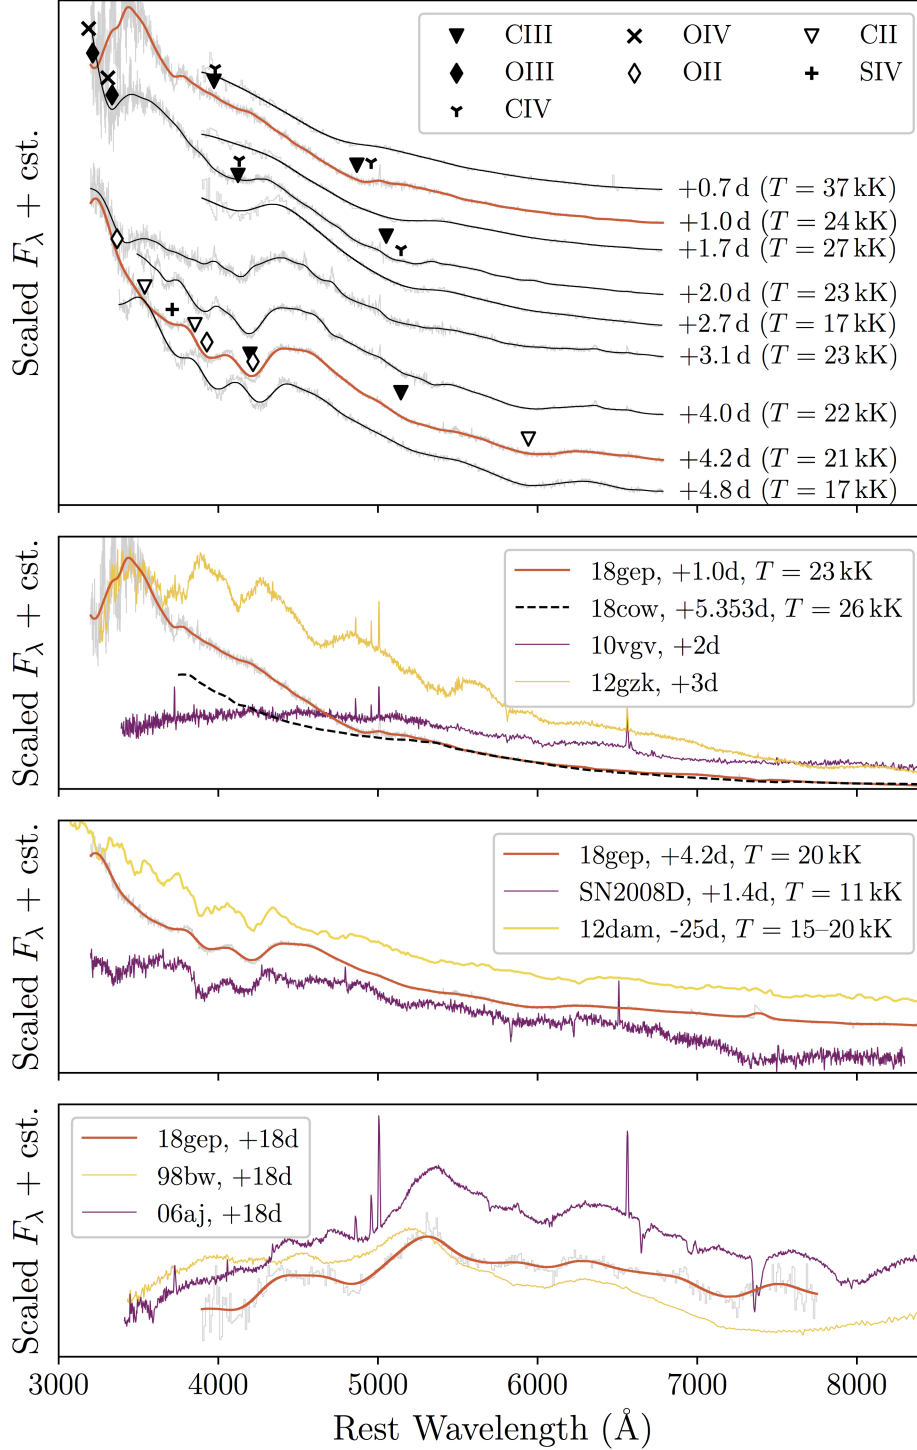 CIII OIV CII
OIII OII SIV
CIV
Scaled Fλ + cst.
+0.7 d (T = 37 kK)
+1.0 d (T = 24 kK)
+1.7 d (T = 27 kK)
+2.0 d (T = 23 kK)
+2.7 d (T = 17 kK)
+3.1 d (T = 23 kK)
+4.0 d (T = 22 kK)
+4.2 d (T = 21 kK)
+4.8 d (T = 17 kK)
Scaled Fλ + cst.
18gep, +1.0d, T = 23 kK
18cow, +5.353d, T = 26 kK
10vgv, +2d
12gzk, +3d
Scaled Fλ + cst.
18gep, +4.2d, T = 20 kK
SN2008D, +1.4d, T = 11 kK
12dam, -25d, T = 15–20 kK
Scaled Fλ + cst.
18gep, +18d
98bw, +18d
06aj, +18d
3000 4000 5000 6000 7000 8000
Rest Wavelength (Å)